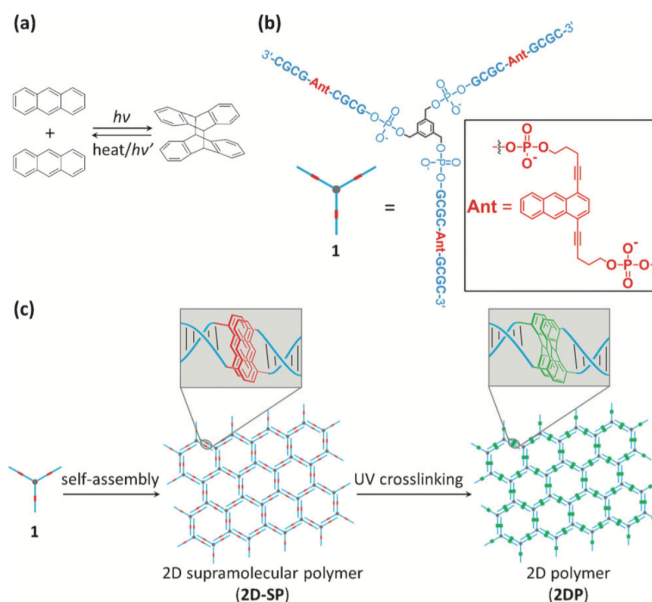 (a)
hν
+
heat/hν'
(b)
3'-CGCG-Ant-CGCG-O
O
P
O-
O
O
P
O-GCGC-Ant-GCGC-3'
O-
O
O
P
O
O-
O
GCGC-Ant-GCGC-3'
1
=
Ant =
O
P
O-
O
O
P
O-
O
(c)
1
self-assembly
UV crosslinking
2D supramolecular polymer
(2D-SP)
2D polymer
(2DP)